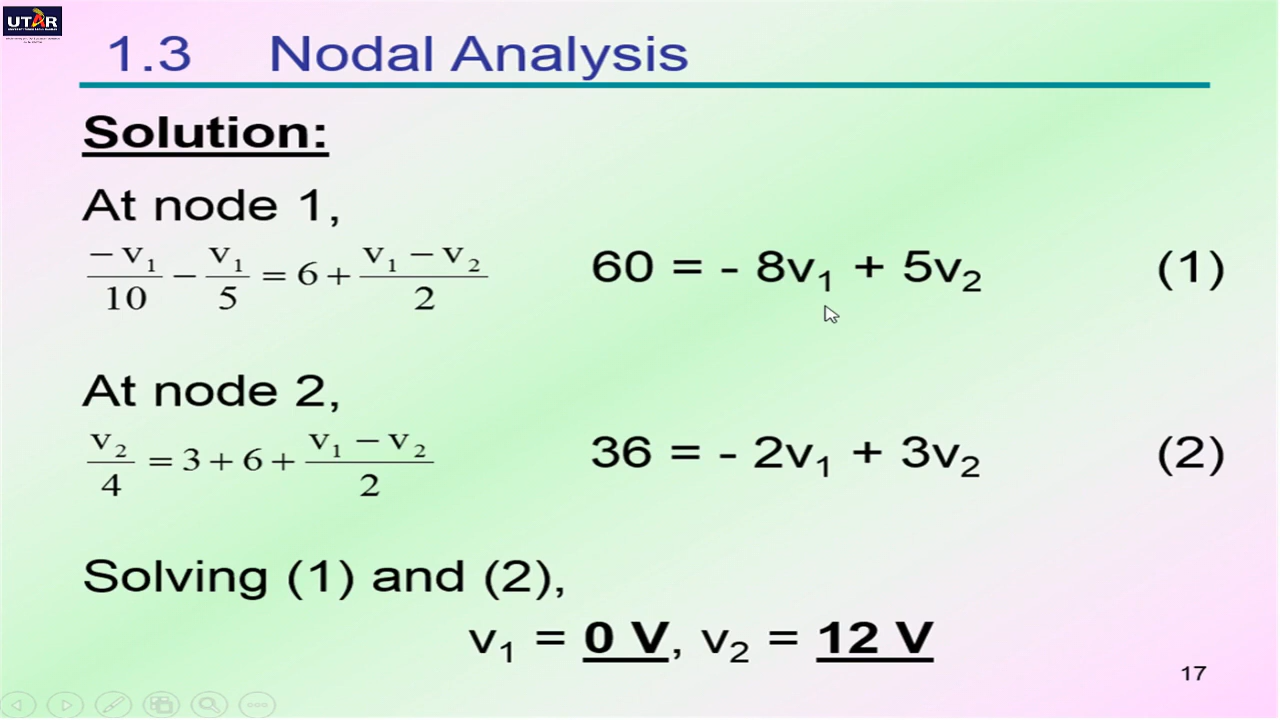 UTAR
1.3 Nodal Analysis
Solution:
At node 1,
-v₁/10 - v₁/5 = 6 + (v₁ - v₂)/2    60 = - 8v₁ + 5v₂    (1)
At node 2,
v₂/4 = 3 + 6 + (v₁ - v₂)/2    36 = - 2v₁ + 3v₂    (2)
Solving (1) and (2),
v₁ = 0 V, v₂ = 12 V
17